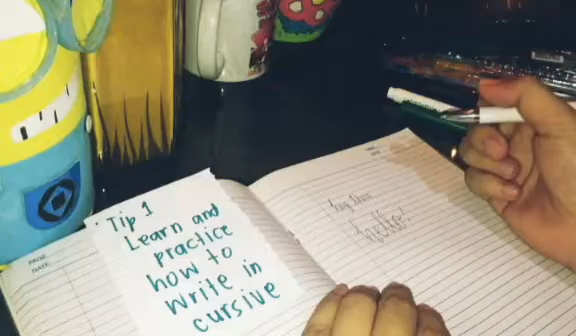 Tip 1
Learn and
practice
how to
write in
cursive
PAGE
DATE
hello!